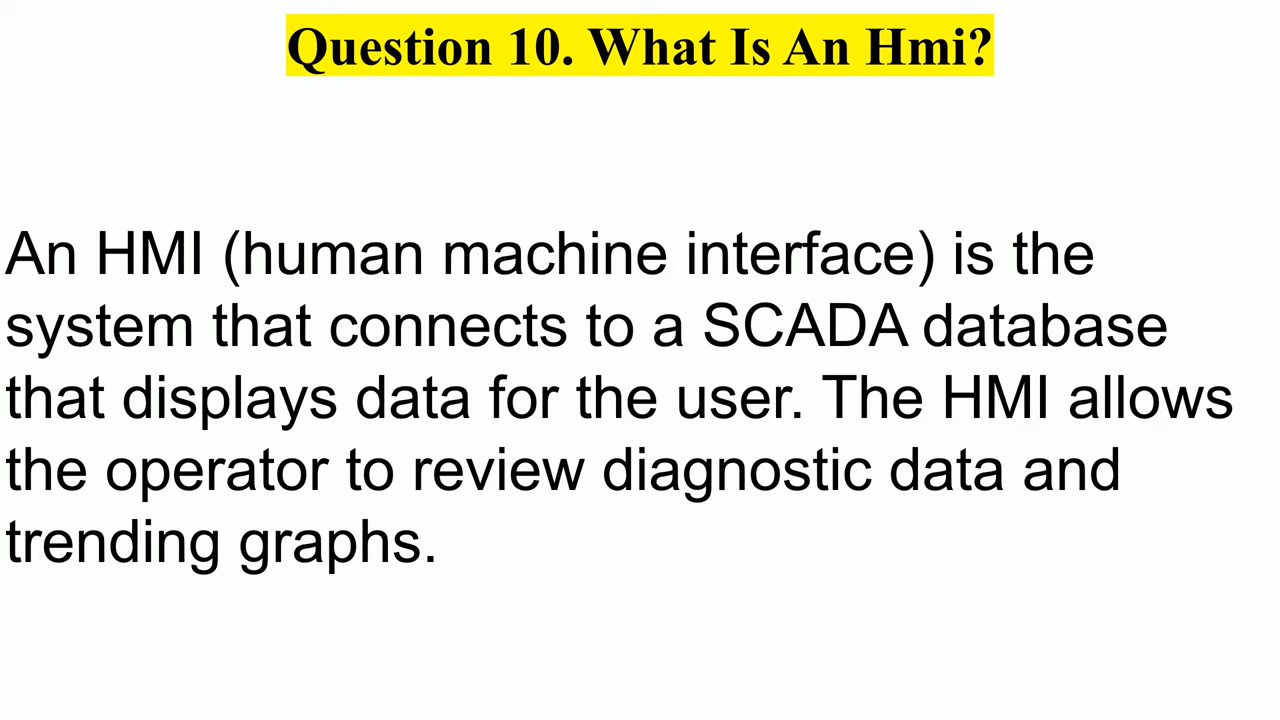 Question 10. What Is An Hmi?
An HMI (human machine interface) is the
system that connects to a SCADA database
that displays data for the user. The HMI allows
the operator to review diagnostic data and
trending graphs.